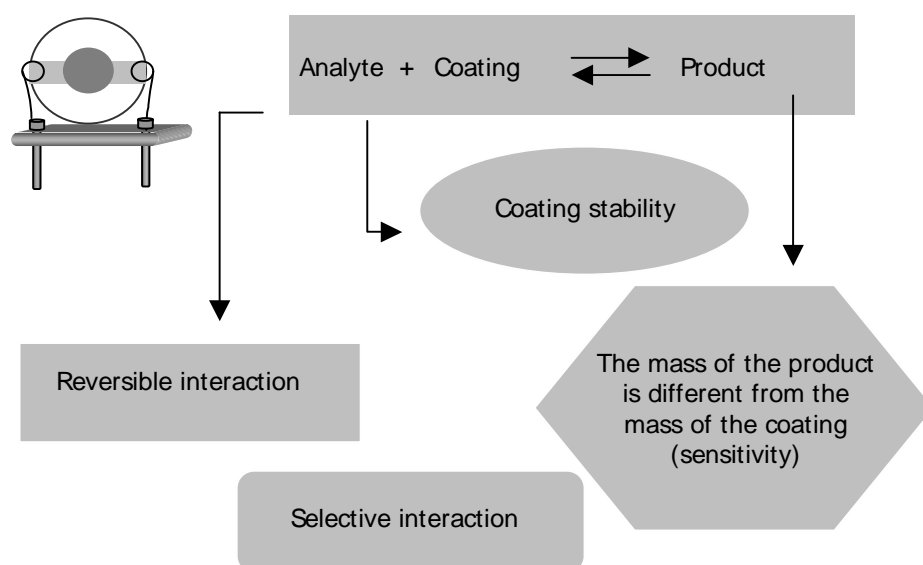 Analyte + Coating ⇌ Product
Coating stability
Reversible interaction
The mass of the product
is different from the
mass of the coating
(sensitivity)
Selective interaction